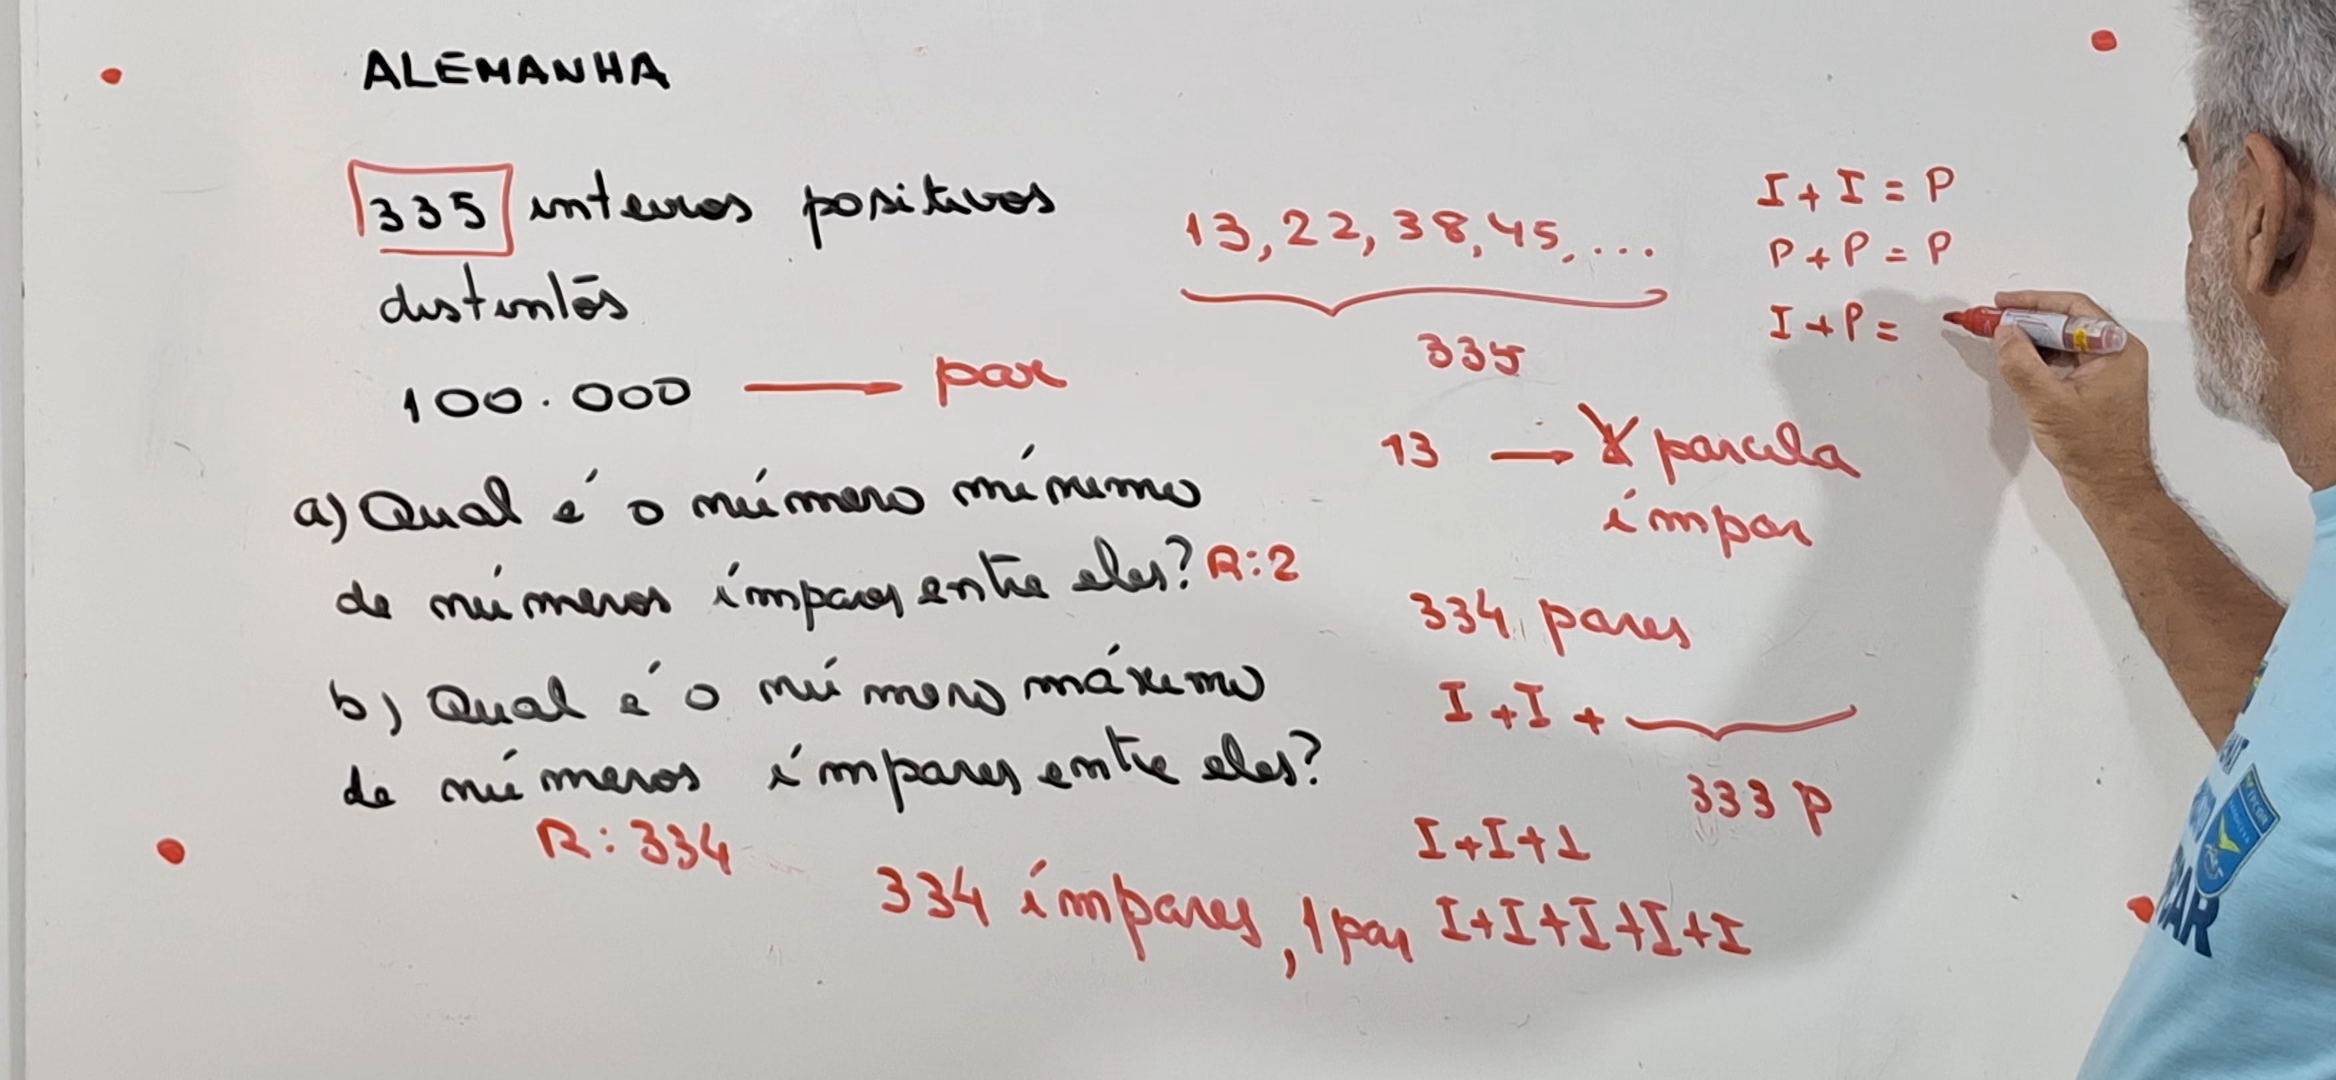 ALEMANHA
335 inteiros positivos
distintos
100.000 → par
a) Qual é o número mínimo
de números ímpares entre eles? R:2
b) Qual é o número máximo
de números ímpares entre eles?
R: 334
334 ímpares, 1 par
13, 22, 38, 45, ...
335
13 → parcela
ímpar
334 pares
I + I +
333 P
I+I+I
I+I+I+I+I
I + I = P
P + P = P
I + P =